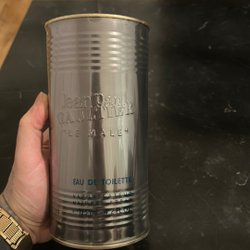 Jean Paul
GAULTIER
"LE MALE"
EAU DE TOILETTE